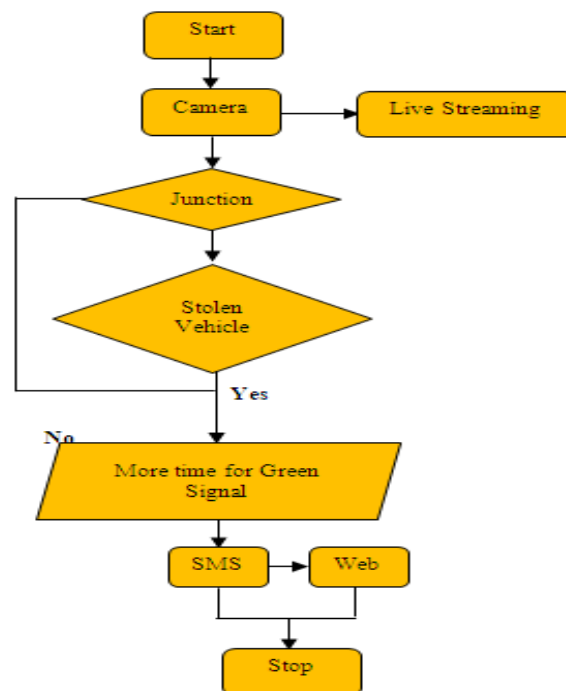 Start
Camera
Live Streaming
Junction
Stolen
Vehicle
Yes
No
More time for Green
Signal
SMS
Web
Stop